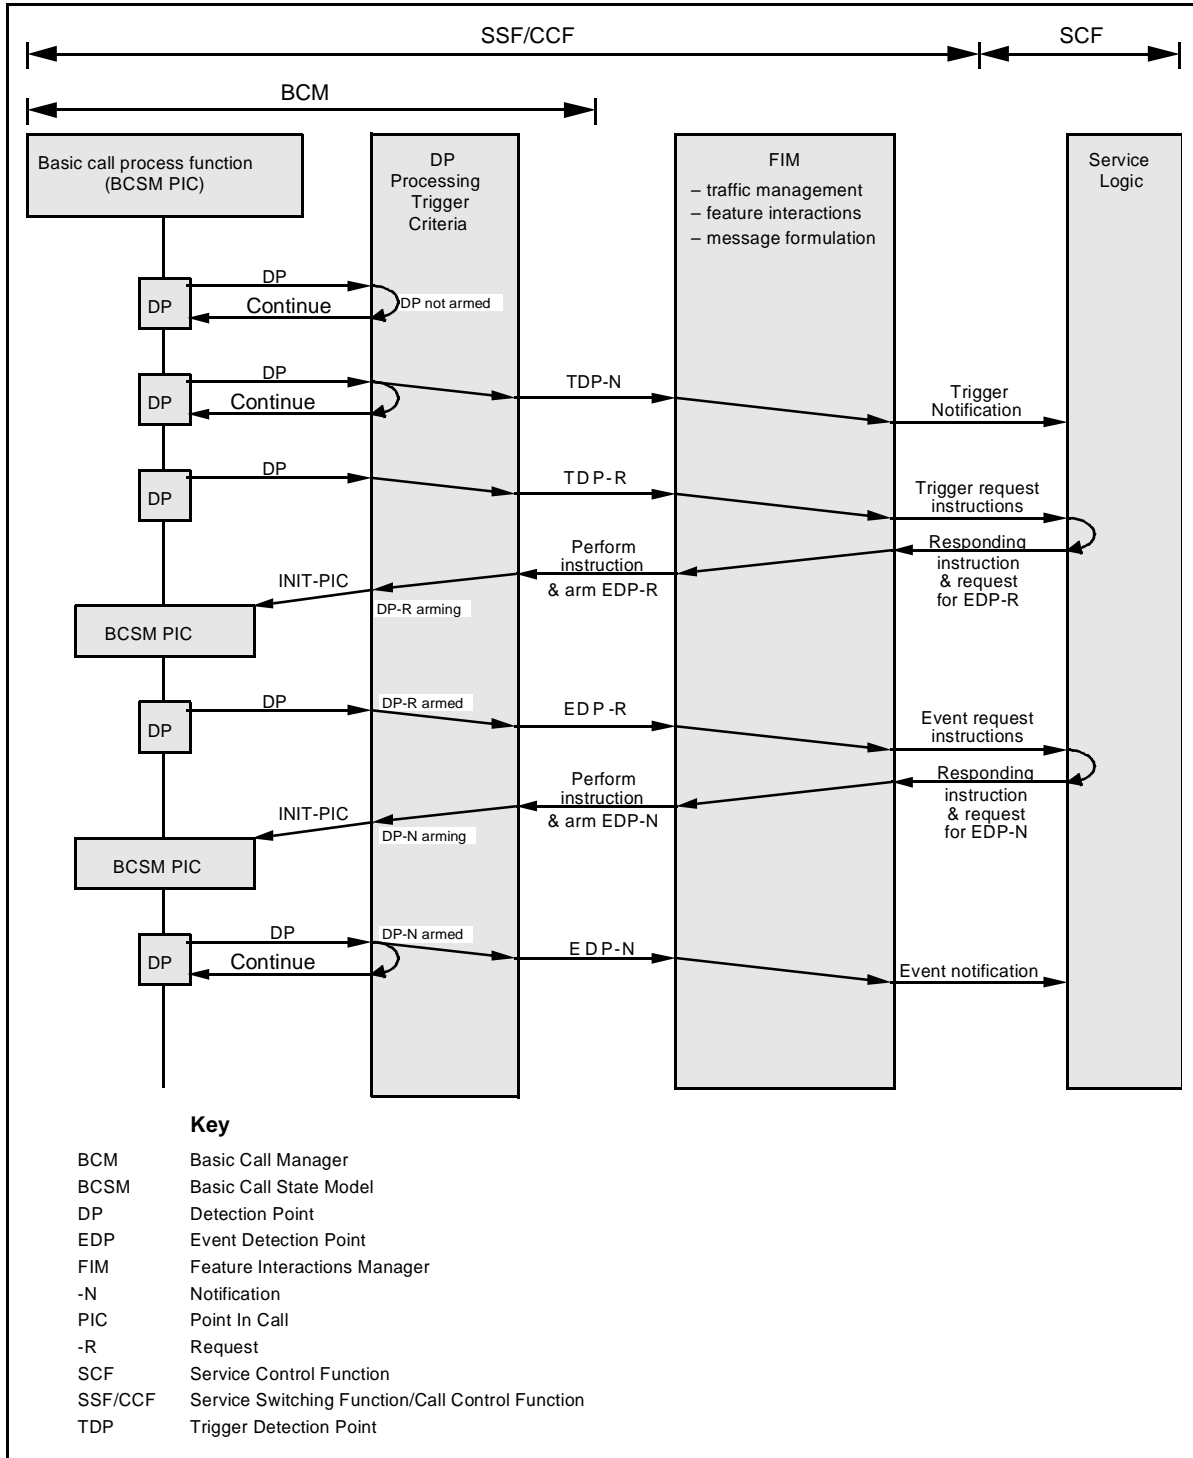 SSF/CCF SCF
BCM
Basic call process function
(BCSM PIC)
DP
Processing
Trigger
Criteria
FIM
– traffic management
– feature interactions
– message formulation
Service
Logic
DP
DP
Continue
DP not armed
DP
DP
Continue
TDP-N
Trigger
Notification
DP
DP
TDP-R
Trigger request
instructions
Responding
instruction
& request
for EDP-R
Perform
instruction
& arm EDP-R
INIT-PIC
DP-R arming
BCSM PIC
DP
DP
DP-R armed
EDP-R
Event request
instructions
Responding
instruction
& request
for EDP-N
Perform
instruction
& arm EDP-N
INIT-PIC
DP-N arming
BCSM PIC
DP
DP
Continue
DP-N armed
EDP-N
Event notification
Key
BCM Basic Call Manager
BCSM Basic Call State Model
DP Detection Point
EDP Event Detection Point
FIM Feature Interactions Manager
-N Notification
PIC Point In Call
-R Request
SCF Service Control Function
SSF/CCF Service Switching Function/Call Control Function
TDP Trigger Detection Point